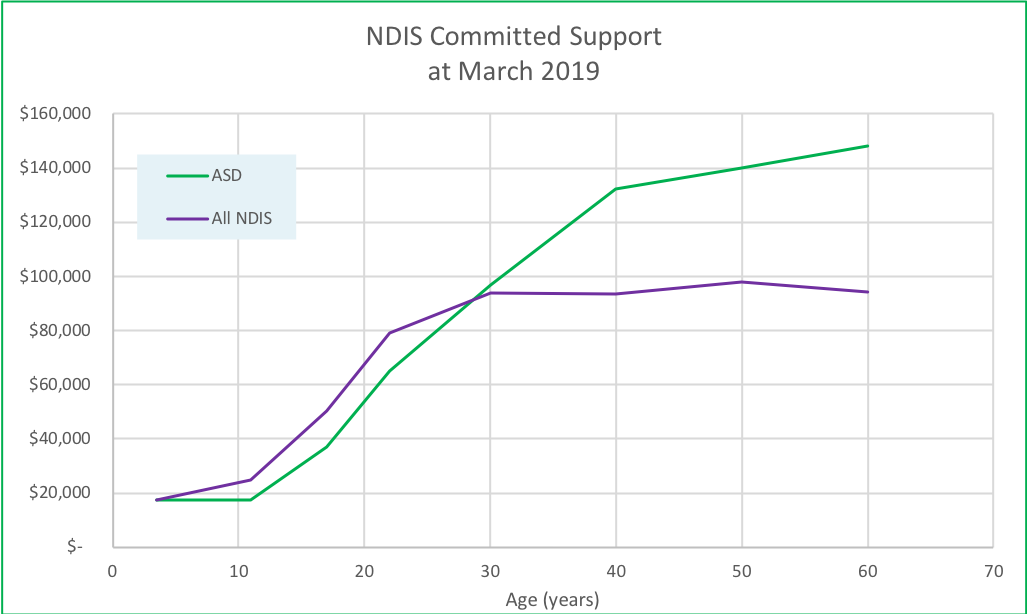 NDIS Committed Support
at March 2019
$160,000
$140,000
$120,000
$100,000
$80,000
$60,000
$40,000
$20,000
$-
ASD
All NDIS
0 10 20 30 40 50 60 70
Age (years)